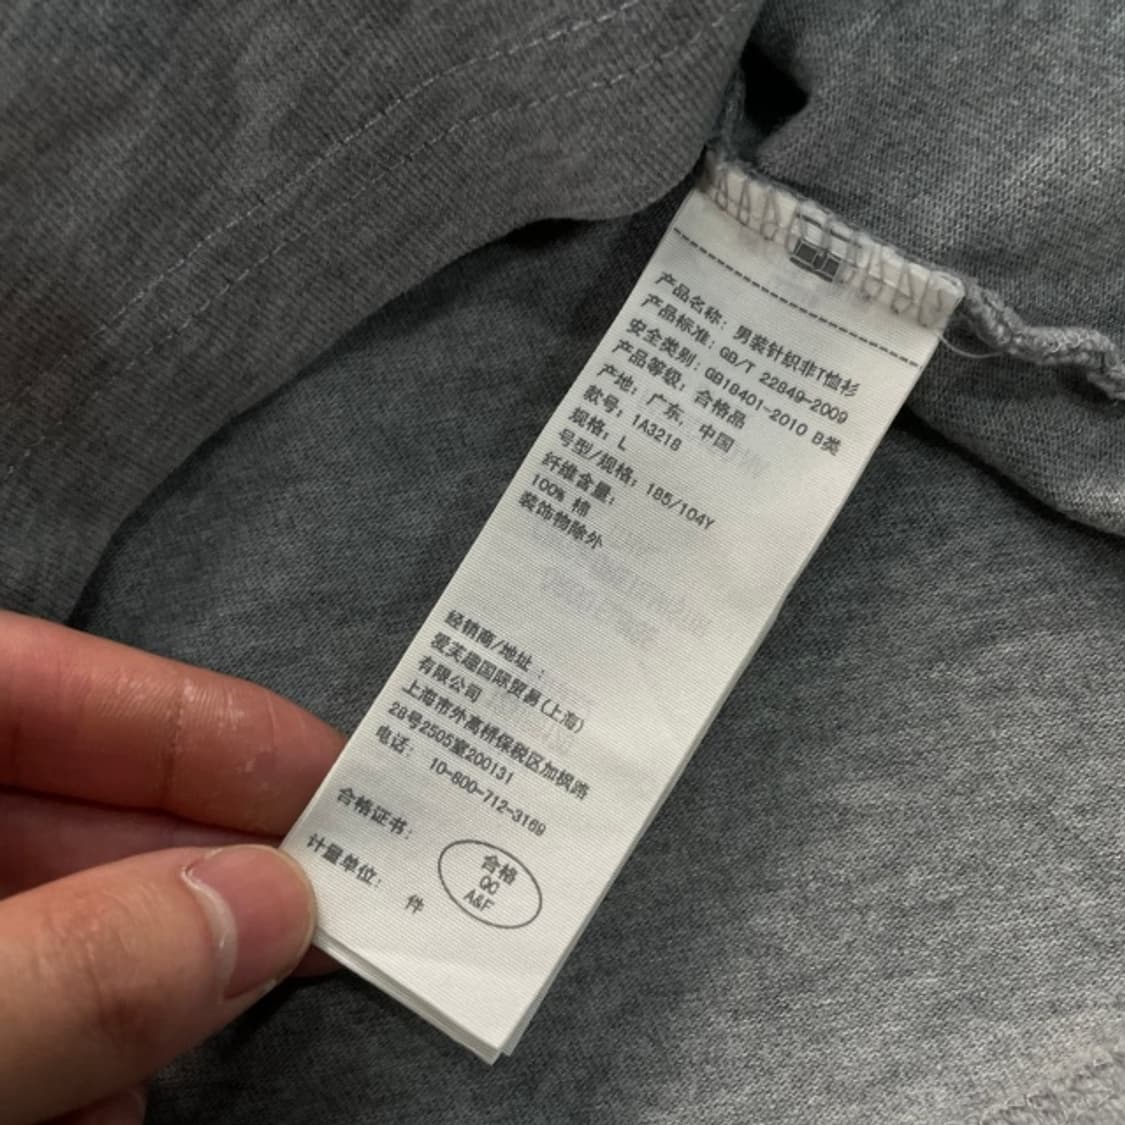 产品名称: 男装针织非T恤衫
产品标准: GB/T 22849-2009
安全类别: GB18401-2010 B类
产品等级: 合格品
产地: 广东, 中国
款号: 1A3218
规格: L
号型/规格: 185/104Y
纤维含量:
100% 棉
装饰物除外
经销商/地址 :
爱芙趣国际贸易(上海)
有限公司
上海市外高桥保税区加枫路
28号2505室200131
电话: 10-800-712-3169
合格证书:
合格
QC
A&F
计量单位: 件